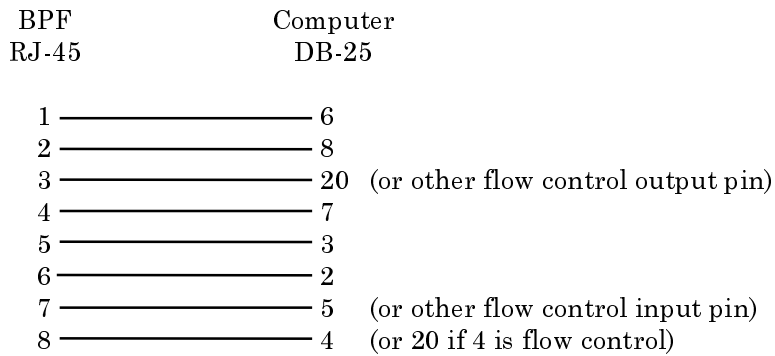 BPF Computer
RJ-45 DB-25
1 6
2 8
3 20 (or other flow control output pin)
4 7
5 3
6 2
7 5 (or other flow control input pin)
8 4 (or 20 if 4 is flow control)